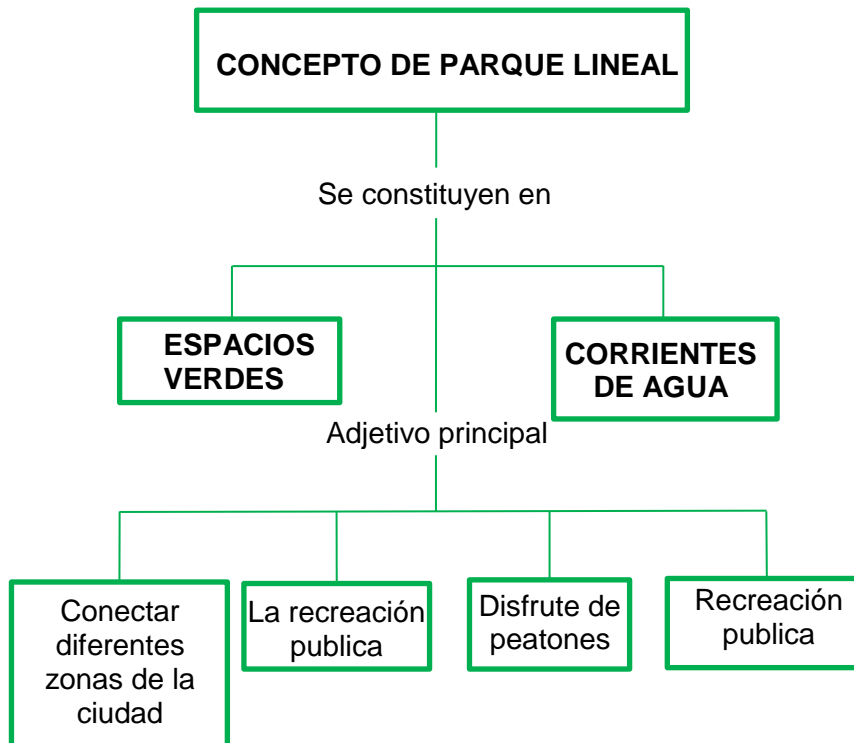 CONCEPTO DE PARQUE LINEAL
Se constituyen en
ESPACIOS
VERDES
CORRIENTES
DE AGUA
Adjetivo principal
Conectar
diferentes
zonas de la
ciudad
La recreación
publica
Disfrute de
peatones
Recreación
publica